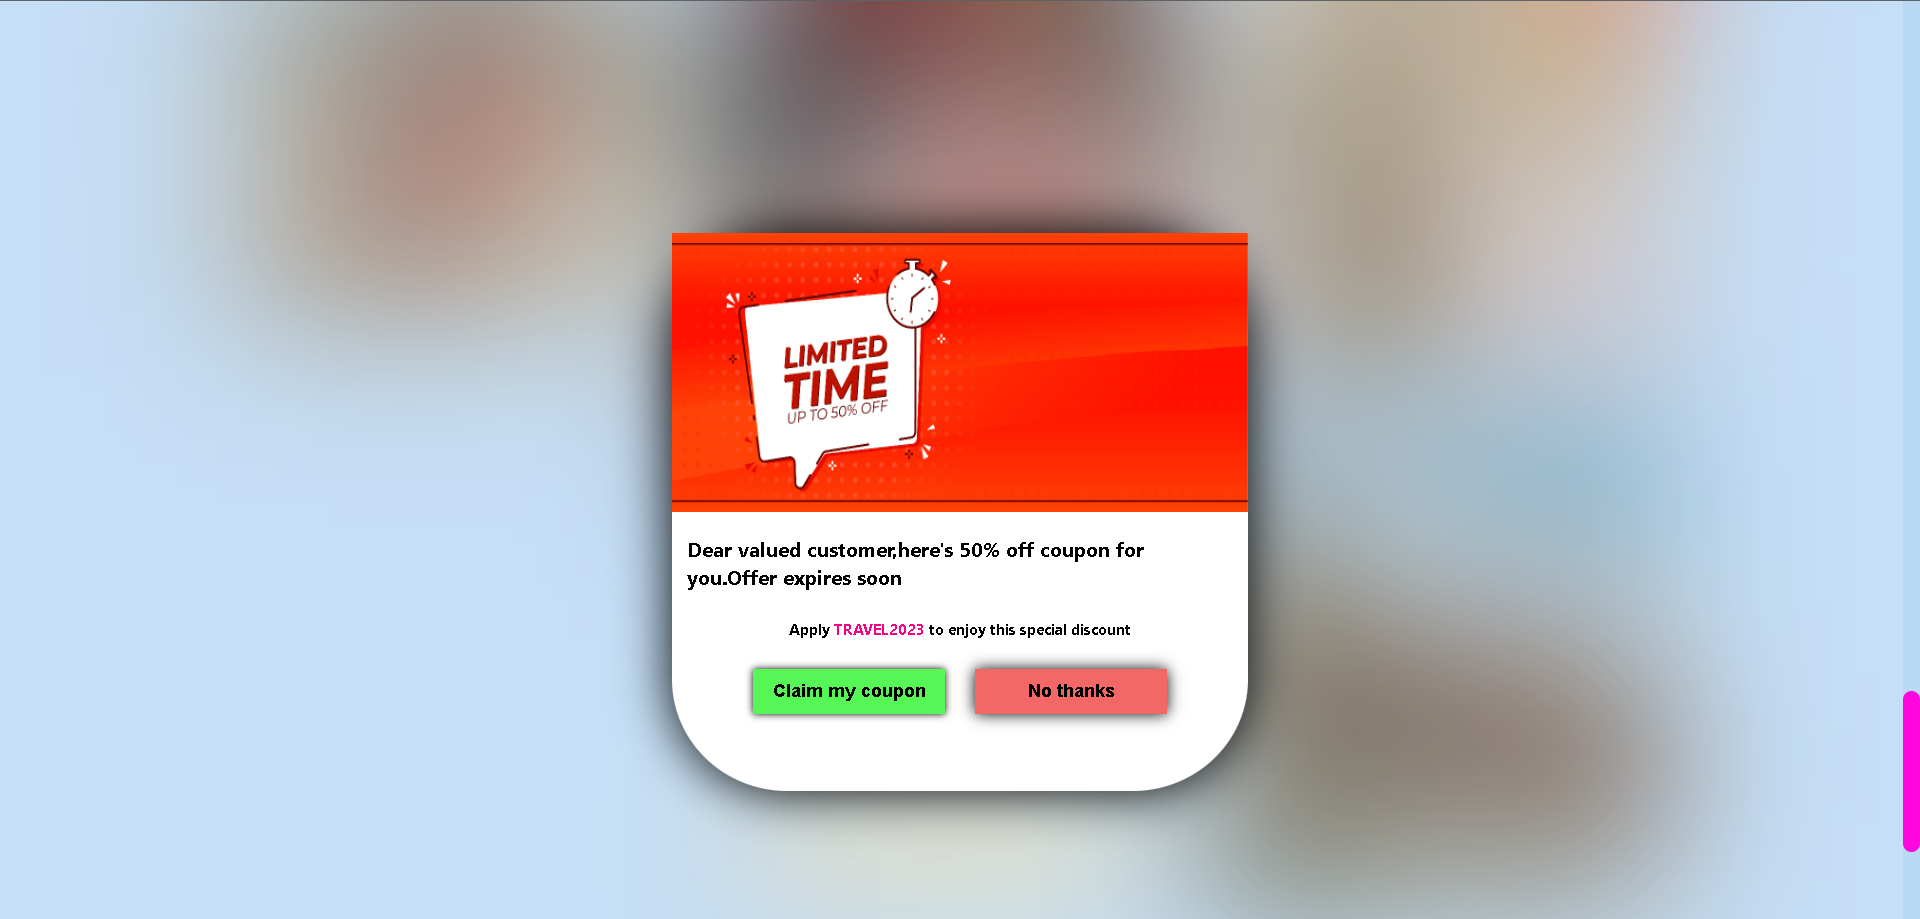 LIMITED
TIME
UP TO 50% OFF
Dear valued customer,here's 50% off coupon for
you.Offer expires soon
Apply TRAVEL2023 to enjoy this special discount
Claim my coupon
No thanks